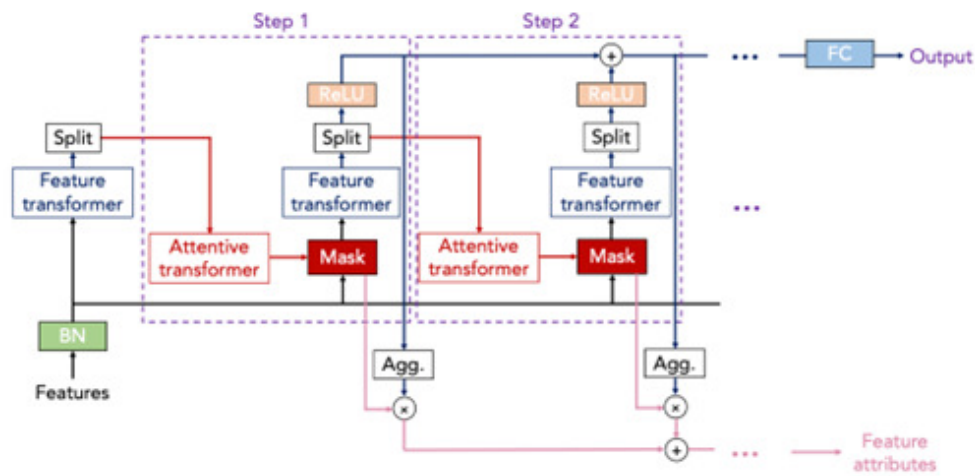 Step 1
Step 2
FC
Output
ReLU
ReLU
Split
Split
Split
Feature
transformer
Feature
transformer
Feature
transformer
Attentive
transformer
Mask
Attentive
transformer
Mask
BN
Features
Agg.
Agg.
Feature
attributes